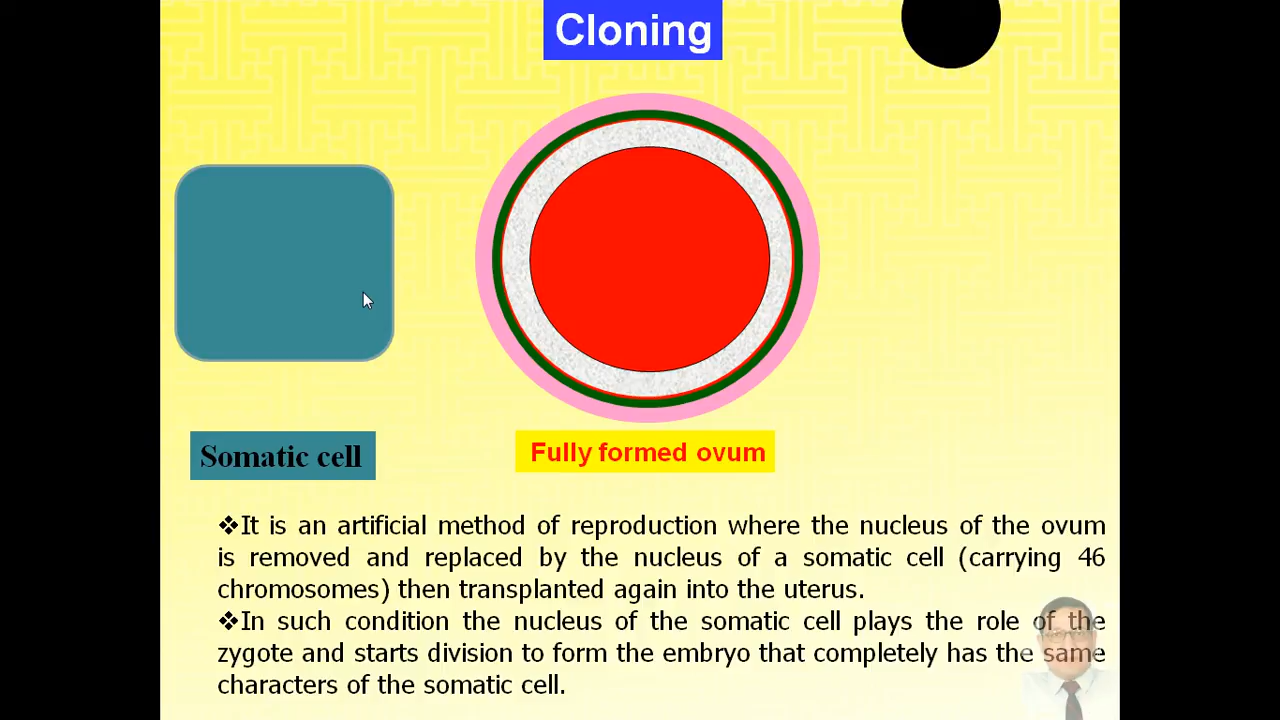 Cloning
Somatic cell
Fully formed ovum
❖It is an artificial method of reproduction where the nucleus of the ovum
is removed and replaced by the nucleus of a somatic cell (carrying 46
chromosomes) then transplanted again into the uterus.
❖In such condition the nucleus of the somatic cell plays the role of the
zygote and starts division to form the embryo that completely has the same
characters of the somatic cell.